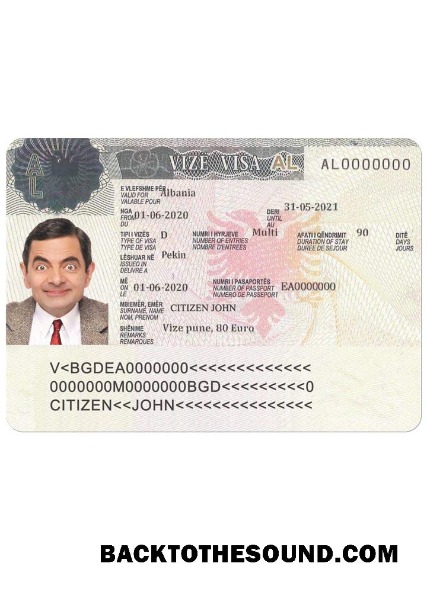 AL
VIZE VISA AL
AL0000000
E VLEFSHME PËR Albania
VALID FOR
VALABLE POUR
NGA 01-06-2020 DERI 31-05-2021
FROM UNTIL
DU AU
TIPI I VIZËS D NUMRI I HYRJEVE Multi AFATI I QËNDRIMIT 90 DITË
TYPE OF VISA NUMBER OF ENTRIES DURATION OF STAY DAYS
TYPE DE VISA NOMBRE D'ENTRÉES DUREE DE SEJOUR JOURS
LËSHUAR NË Pekin
ISSUED IN
DELIVRE A
MË NUMRI I PASAPORTËS
ON 01-06-2020 NUMBER OF PASSPORT EA0000000
LE NUMERO DE PASSEPORT
MBIEMËR, EMËR
SURNAME, NAME CITIZEN JOHN
NOM, PRENOM
SHËNIME Vize pune, 80 Euro
REMARKS
REMARQUES
V<BGDEA0000000<<<<<<<<<<<<<
0000000M0000000BGD<<<<<<<<<0
CITIZEN<<JOHN<<<<<<<<<<<<<<<
BACKTOTHESOUND.COM